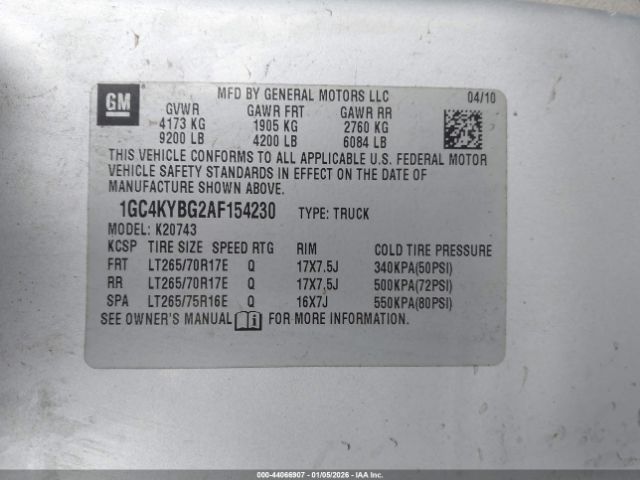 GM
MFD BY GENERAL MOTORS LLC 04/10
GVWR GAWR FRT GAWR RR
4173 KG 1905 KG 2760 KG
9200 LB 4200 LB 6084 LB
THIS VEHICLE CONFORMS TO ALL APPLICABLE U.S. FEDERAL MOTOR
VEHICLE SAFETY STANDARDS IN EFFECT ON THE DATE OF
MANUFACTURE SHOWN ABOVE.
1GC4KYBG2AF154230 TYPE: TRUCK
MODEL: K20743
KCSP TIRE SIZE SPEED RTG RIM COLD TIRE PRESSURE
FRT LT265/70R17E Q 17X7.5J 340KPA(50PSI)
RR LT265/70R17E Q 17X7.5J 500KPA(72PSI)
SPA LT265/75R16E Q 16X7J 550KPA(80PSI)
SEE OWNER'S MANUAL FOR MORE INFORMATION.
000-44066907 - 01/05/2026 - IAAI.COM